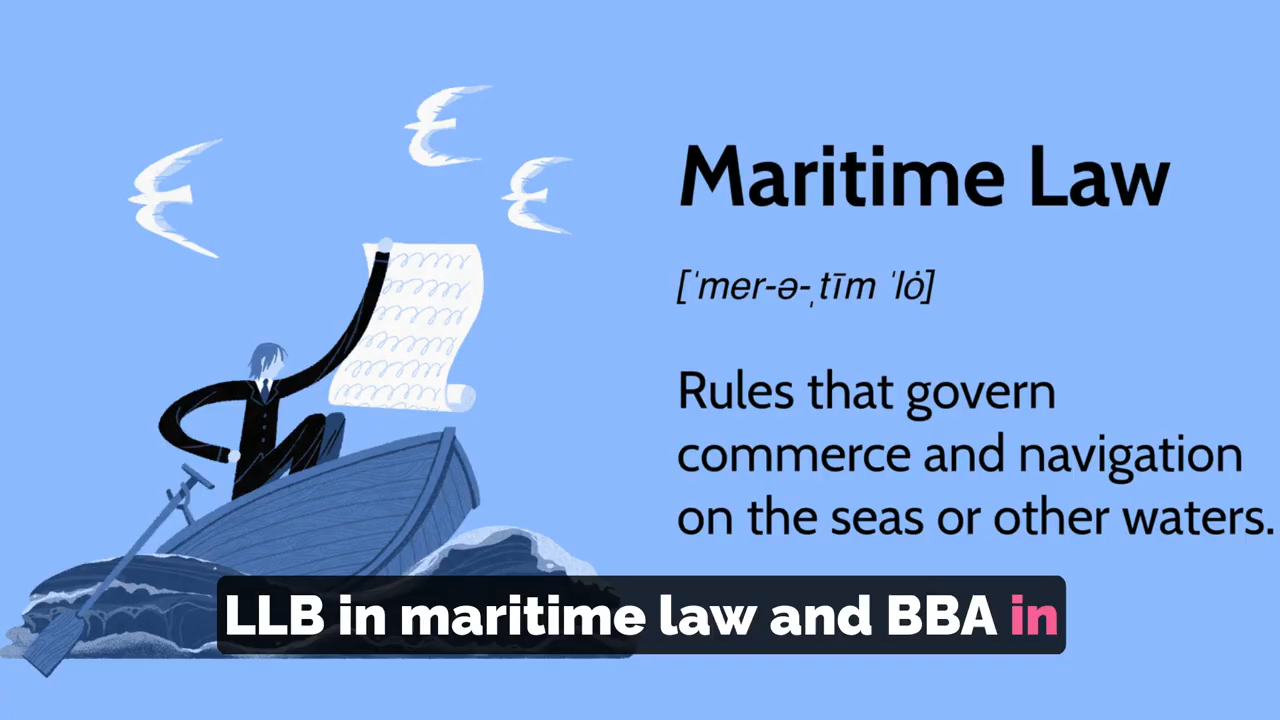 Maritime Law
[ˈmer-ə-ˌtīm ˈlȯ]
Rules that govern
commerce and navigation
on the seas or other waters.
LLB in maritime law and BBA in